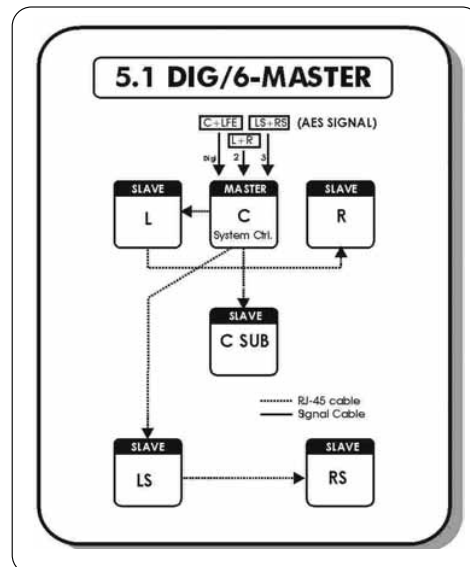 5.1 DIG/6-MASTER
C+LFE LS+RS (AES SIGNAL)
L+R
Digi 2 3
SLAVE MASTER SLAVE
L C R
System Ctrl.
SLAVE
C SUB
RJ-45 cable
Signal Cable
SLAVE SLAVE
LS RS